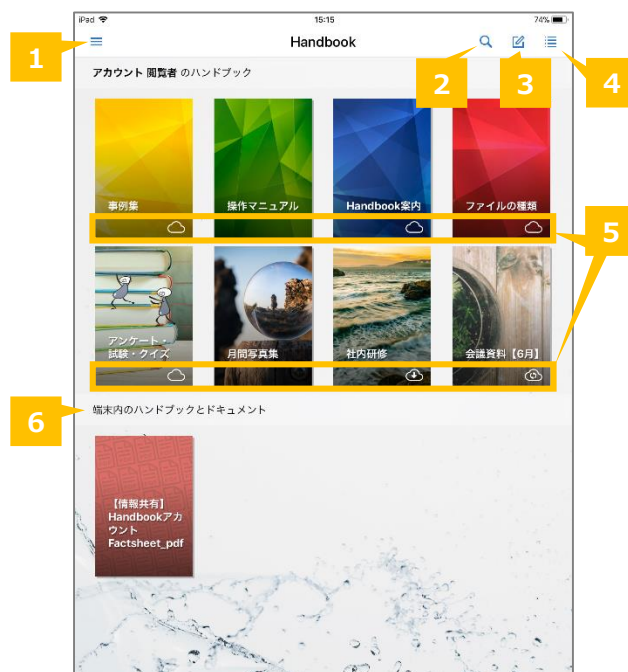 iPad 15:15 74%
Handbook
1
2
3
4
アカウント 閲覧者 のハンドブック
事例集
操作マニュアル
Handbook案内
ファイルの種類
5
アンケート・
試験・クイズ
月間写真集
社内研修
会議資料【6月】
6
端末内のハンドブックとドキュメント
【情報共有】
Handbookアカ
ウント
Factsheet_pdf